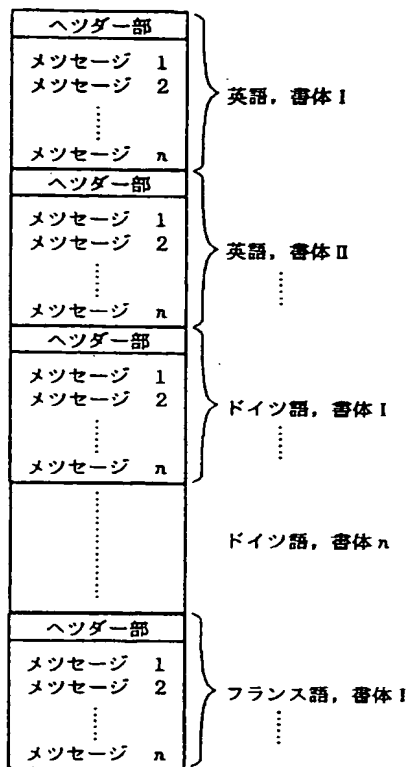 ヘツダー部
メツセージ 1
メツセージ 2
メツセージ n
英語，書体 I
ヘツダー部
メツセージ 1
メツセージ 2
メツセージ n
英語，書体 II
ヘツダー部
メツセージ 1
メツセージ 2
メツセージ n
ドイツ語，書体 I
ドイツ語，書体 n
ヘツダー部
メツセージ 1
メツセージ 2
メツセージ n
フランス語，書体 I